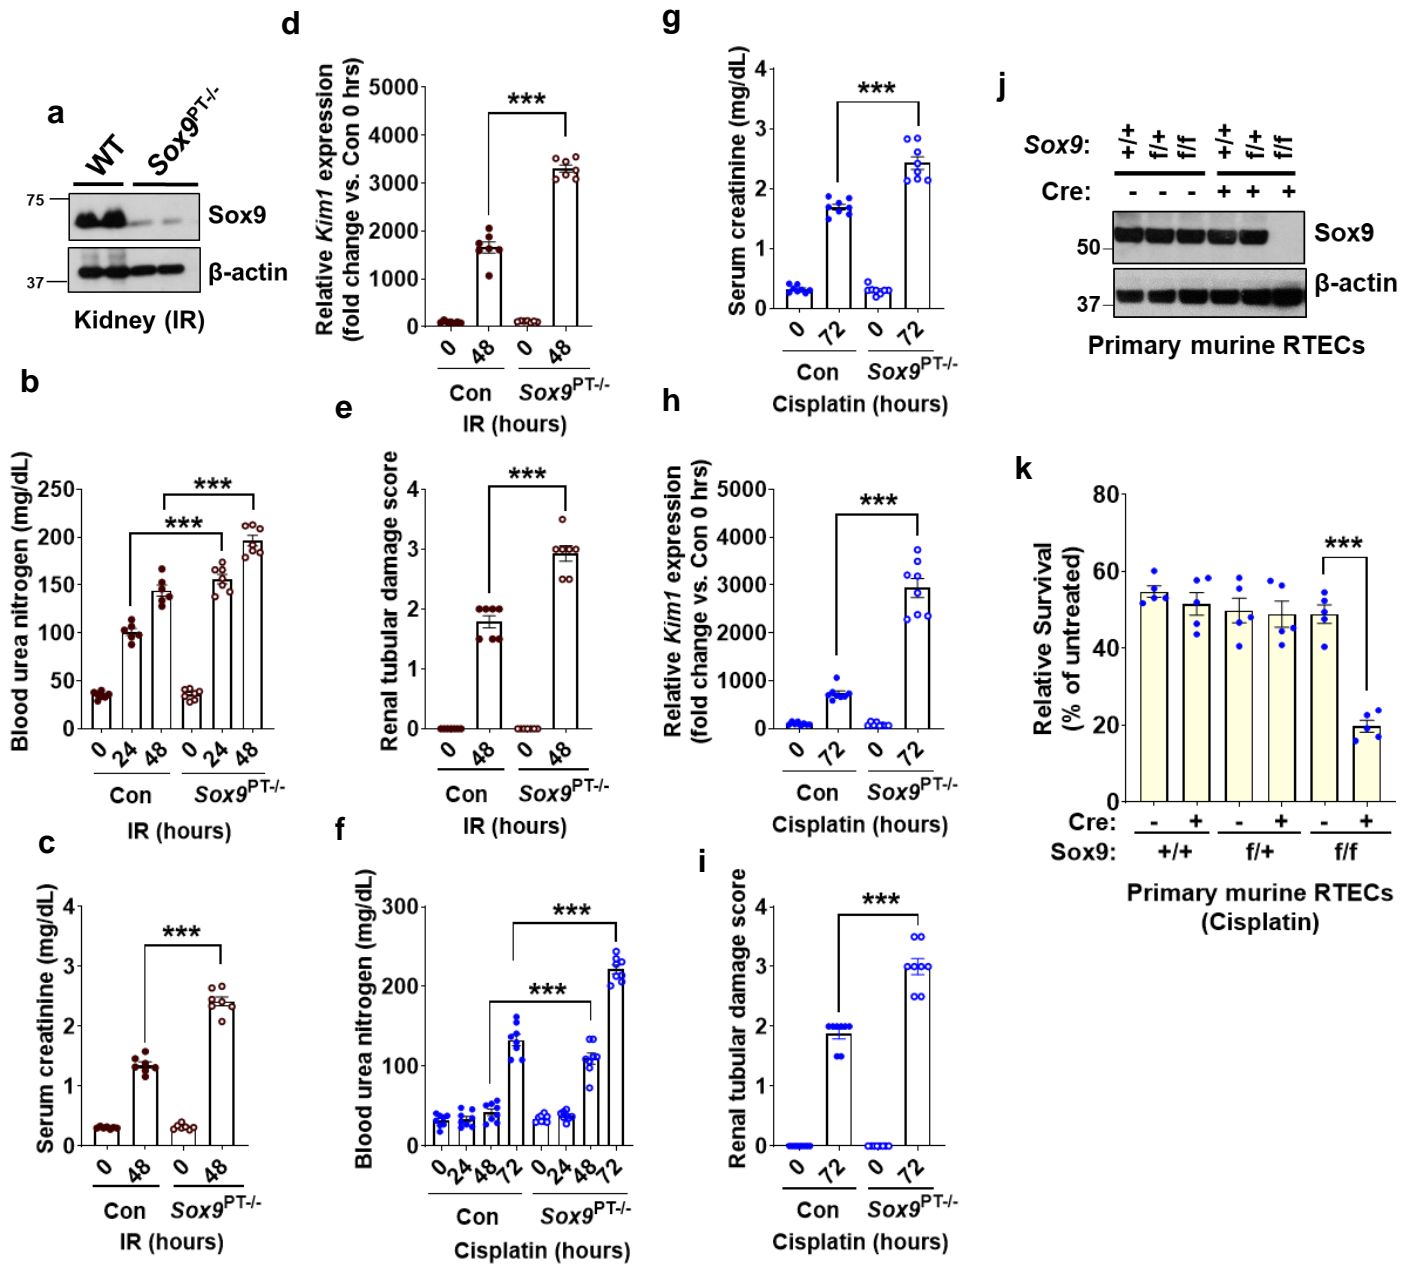 a
WT
Sox9PT-/-
75
Sox9
37
β-actin
Kidney (IR)
b
Blood urea nitrogen (mg/dL)
250
200
150
100
50
0
***
***
0 24 48 0 24 48
Con Sox9PT-/-
IR (hours)
c
Serum creatinine (mg/dL)
4
3
2
1
0
***
0 48 0 48
Con Sox9PT-/-
IR (hours)
d
Relative Kim1 expression
(fold change vs. Con 0 hrs)
5000
4000
3000
2000
1000
0
***
0 48 0 48
Con Sox9PT-/-
IR (hours)
e
Renal tubular damage score
4
3
2
1
0
***
0 48 0 48
Con Sox9PT-/-
IR (hours)
f
Blood urea nitrogen (mg/dL)
300
200
100
0
***
***
0 24 48 72 0 24 48 72
Con Sox9PT-/-
Cisplatin (hours)
g
Serum creatinine (mg/dL)
4
3
2
1
0
***
0 72 0 72
Con Sox9PT-/-
Cisplatin (hours)
h
Relative Kim1 expression
(fold change vs. Con 0 hrs)
5000
4000
3000
2000
1000
0
***
0 72 0 72
Con Sox9PT-/-
Cisplatin (hours)
i
Renal tubular damage score
4
3
2
1
0
***
0 72 0 72
Con Sox9PT-/-
Cisplatin (hours)
j
Sox9: +/+ f/+ f/f +/+ f/+ f/f
Cre: - - - + + +
50
Sox9
37
β-actin
Primary murine RTECs
k
Relative Survival
(% of untreated)
80
60
40
20
0
***
Cre: - + - + - +
Sox9: +/+ f/+ f/f
Primary murine RTECs
(Cisplatin)